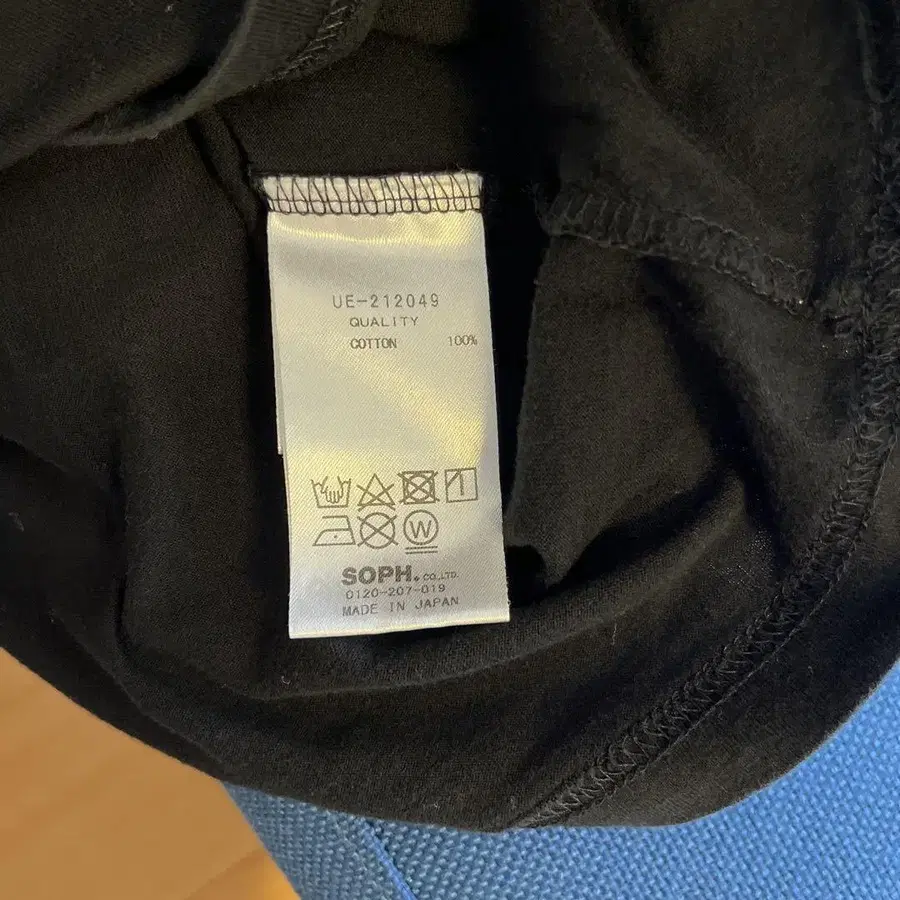 UE-212049
QUALITY
COTTON 100%
W
SOPH. CO.,LTD.
0120-207-019
MADE IN JAPAN